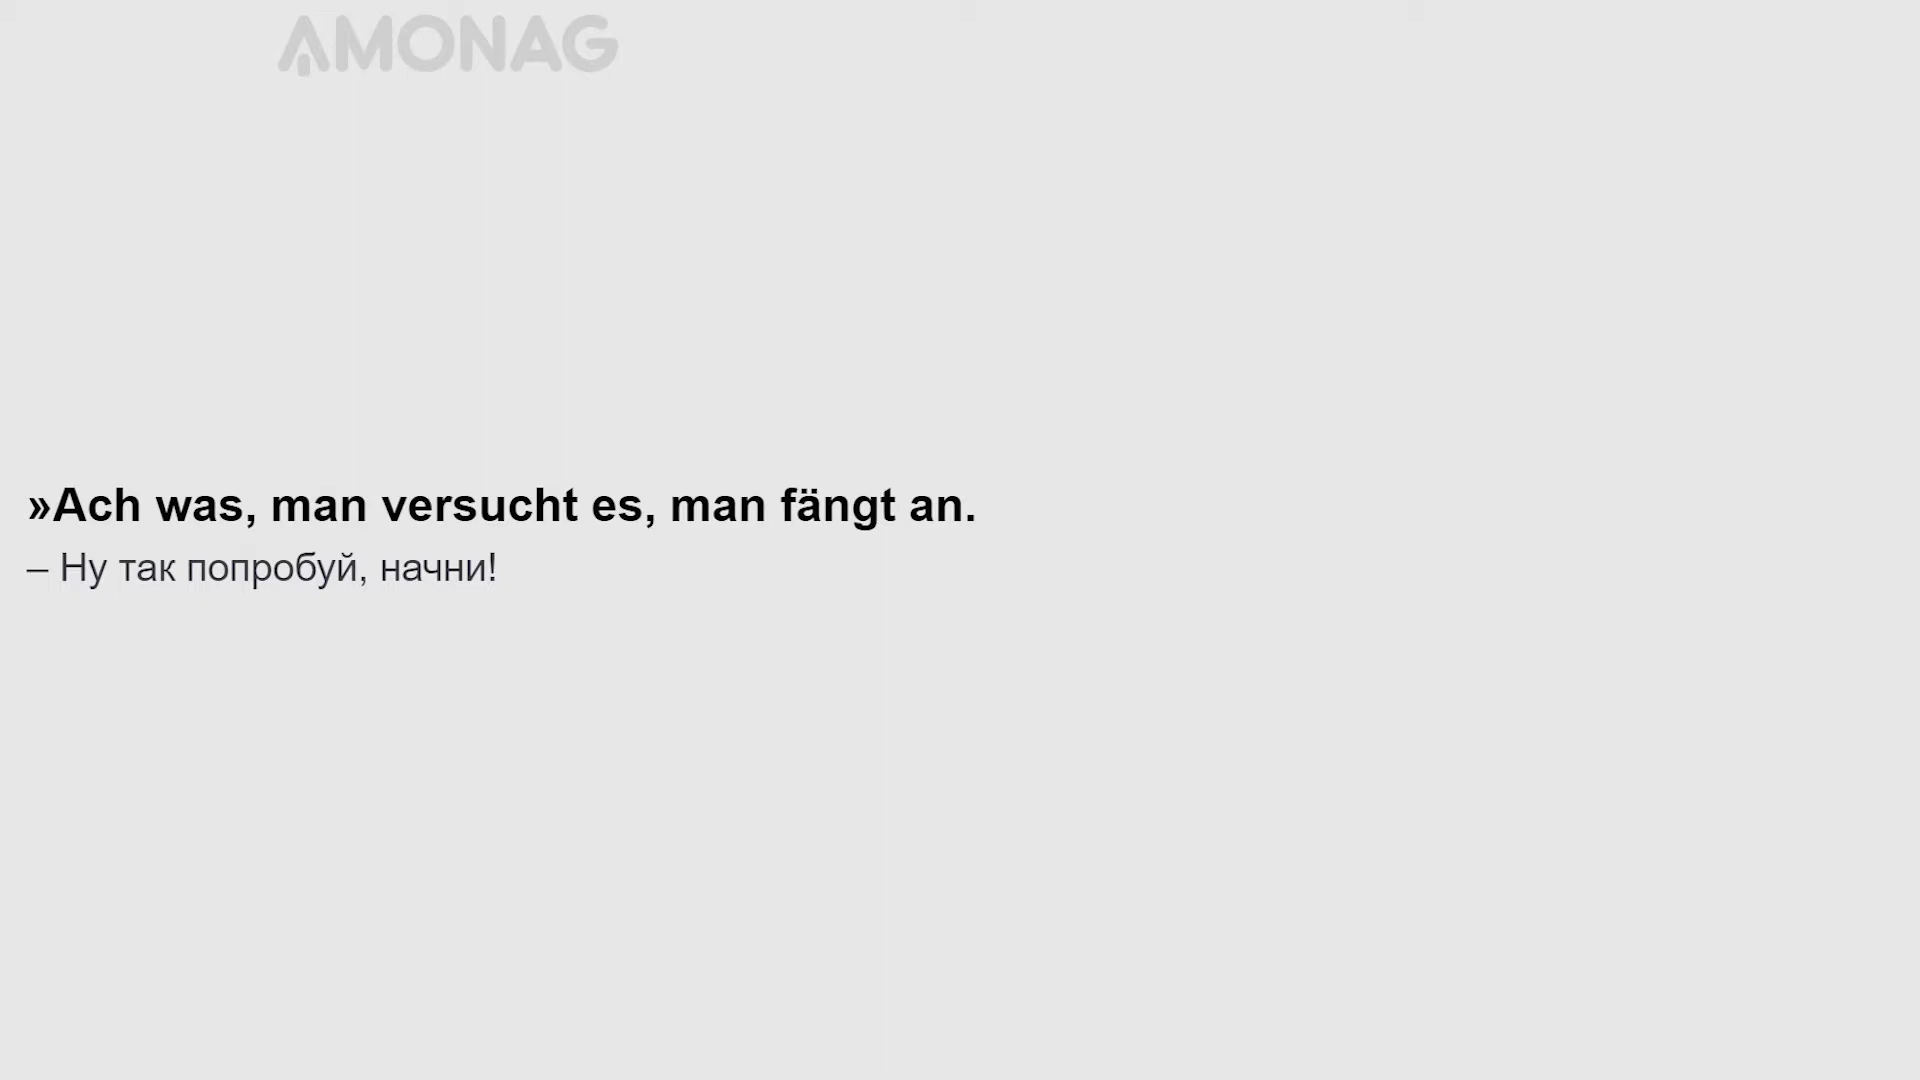 AMONAG
»Ach was, man versucht es, man fängt an.
– Ну так попробуй, начни!